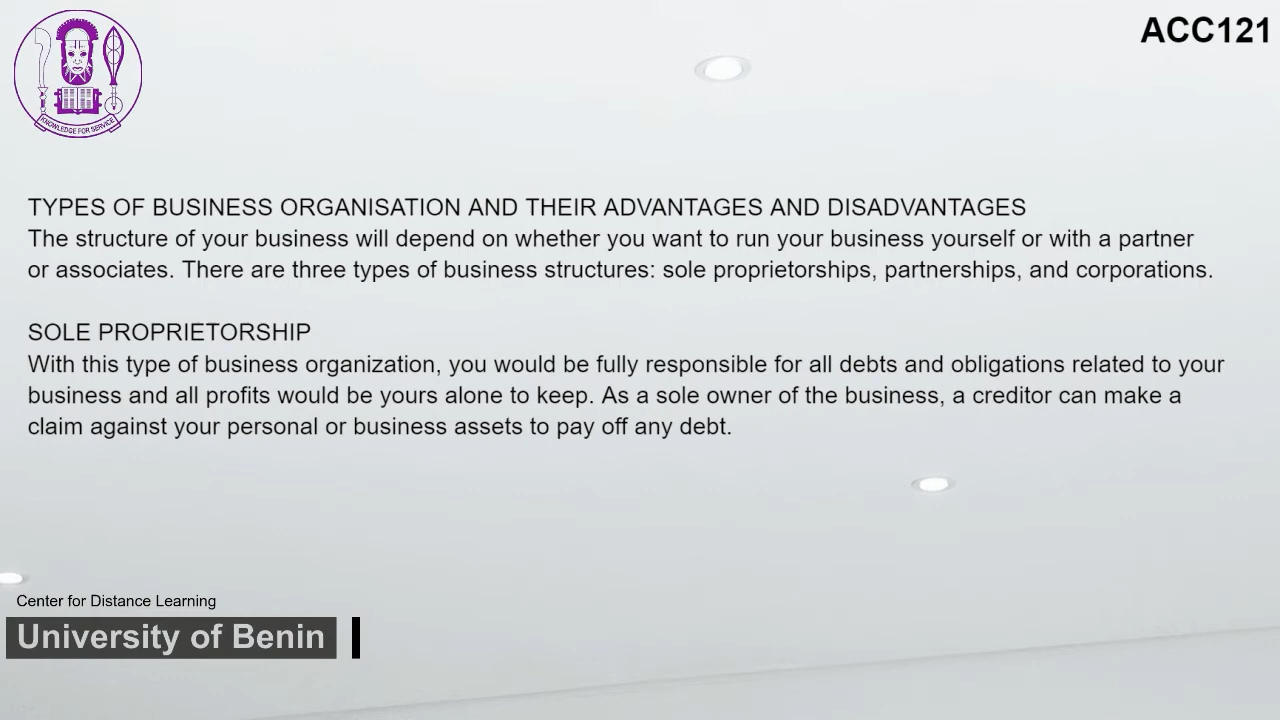 ACC121
KNOWLEDGE FOR SERVICE
TYPES OF BUSINESS ORGANISATION AND THEIR ADVANTAGES AND DISADVANTAGES
The structure of your business will depend on whether you want to run your business yourself or with a partner
or associates. There are three types of business structures: sole proprietorships, partnerships, and corporations.
SOLE PROPRIETORSHIP
With this type of business organization, you would be fully responsible for all debts and obligations related to your
business and all profits would be yours alone to keep. As a sole owner of the business, a creditor can make a
claim against your personal or business assets to pay off any debt.
Center for Distance Learning
University of Benin